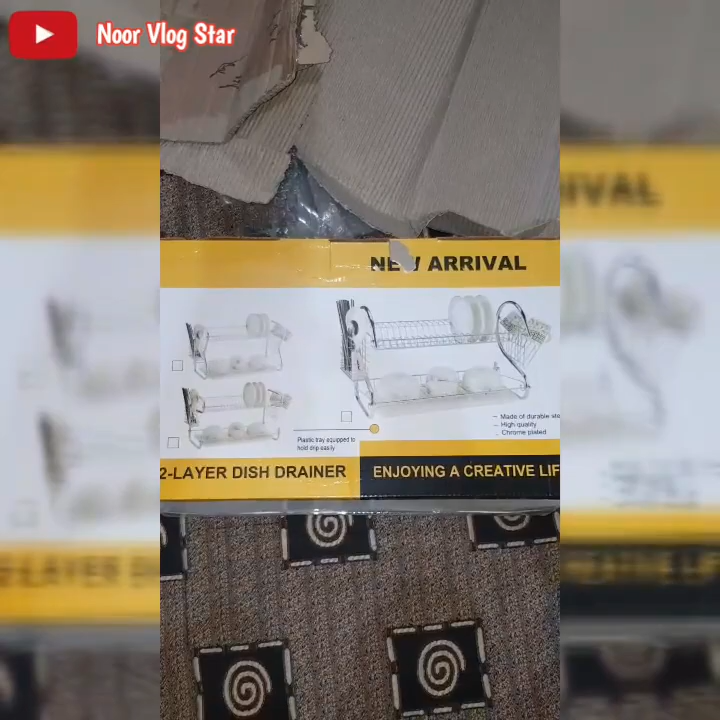 Noor Vlog Star
NEW ARRIVAL
Made of durable ste
High quality
Chrome plated
Plastic tray equipped to
hold drip easily
2-LAYER DISH DRAINER
ENJOYING A CREATIVE LIF